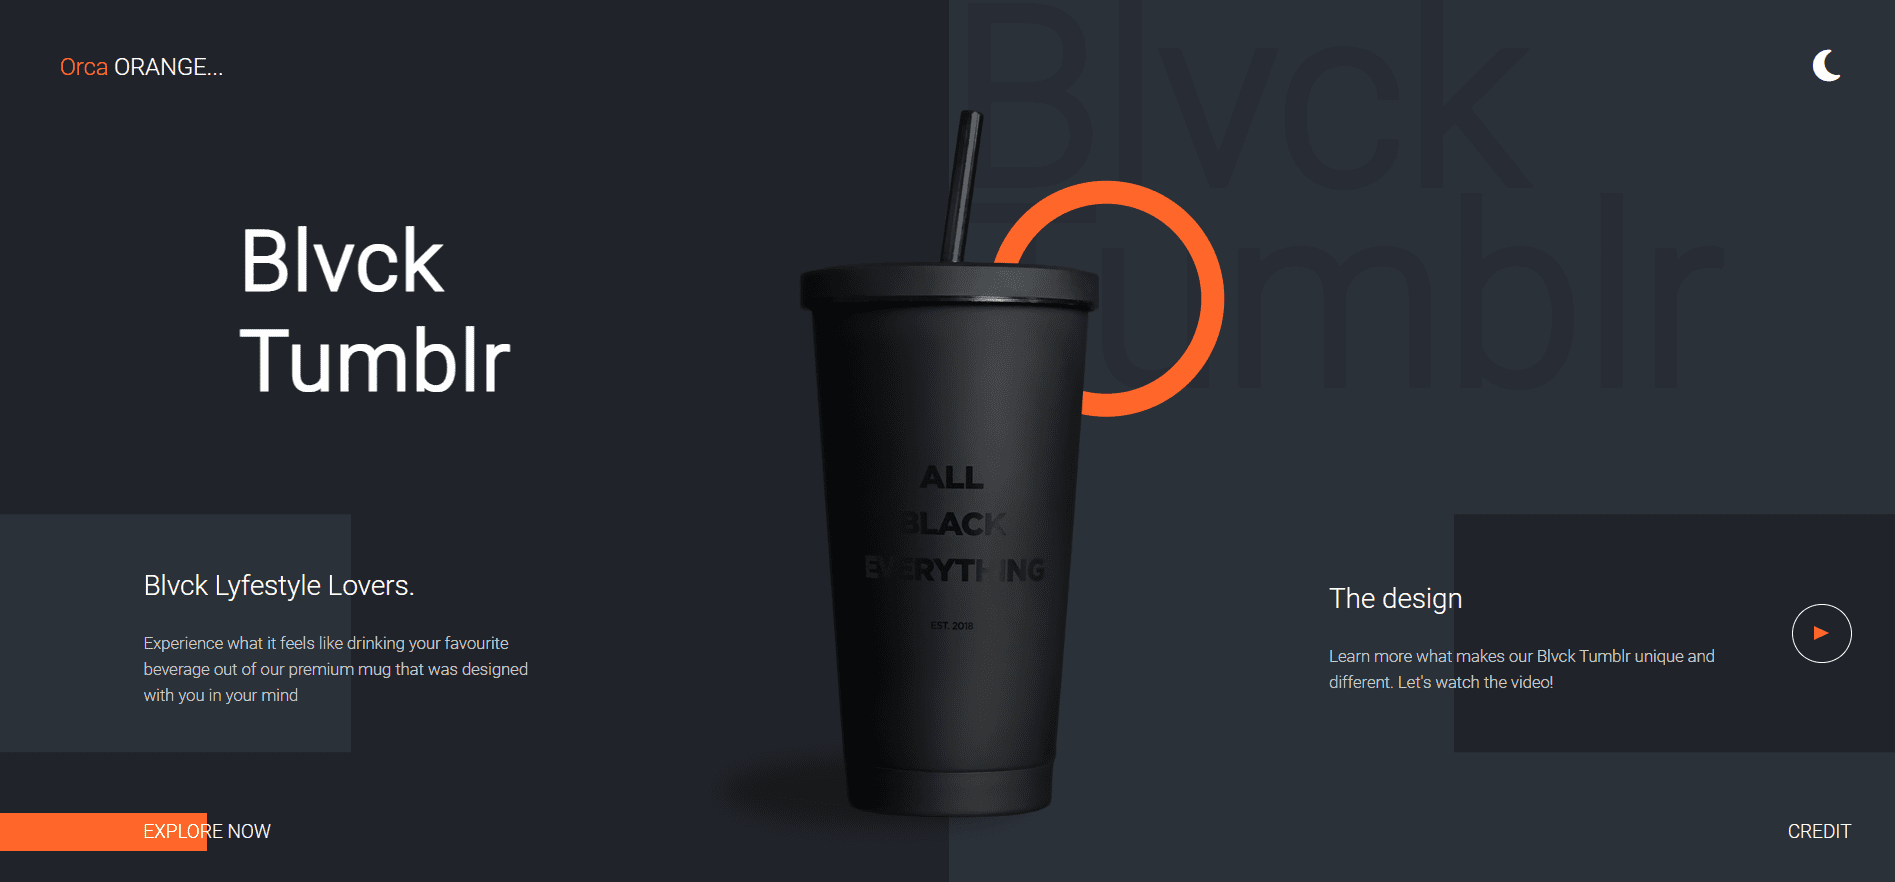 Orca ORANGE...
Blvck
Tumblr
Blvck
Tumblr
ALL
BLACK
EVERYTHING
EST. 2018
Blvck Lyfestyle Lovers.
Experience what it feels like drinking your favourite
beverage out of our premium mug that was designed
with you in your mind
The design
Learn more what makes our Blvck Tumblr unique and
different. Let's watch the video!
EXPLORE NOW
CREDIT